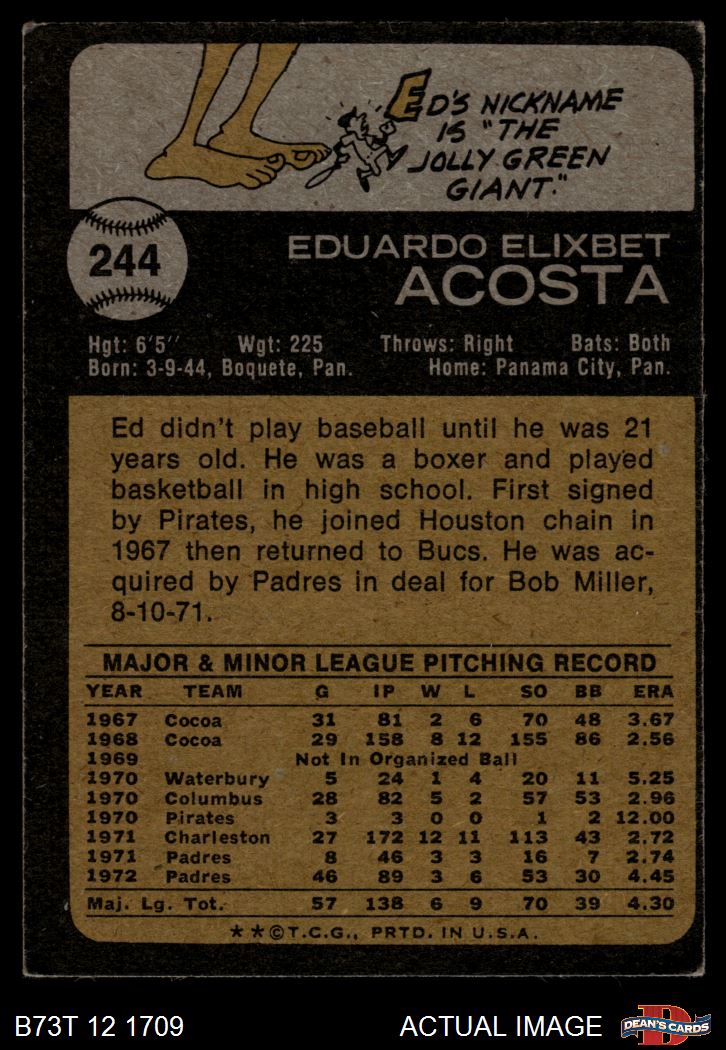 ED'S NICKNAME
IS "THE
JOLLY GREEN
GIANT."
244
EDUARDO ELIXBET
ACOSTA
Hgt: 6'5" Wgt: 225 Throws: Right Bats: Both
Born: 3-9-44, Boquete, Pan. Home: Panama City, Pan.
Ed didn't play baseball until he was 21
years old. He was a boxer and played
basketball in high school. First signed
by Pirates, he joined Houston chain in
1967 then returned to Bucs. He was ac-
quired by Padres in deal for Bob Miller,
8-10-71.
MAJOR & MINOR LEAGUE PITCHING RECORD
YEAR TEAM G IP W L SO BB ERA
1967 Cocoa 31 81 2 6 70 48 3.67
1968 Cocoa 29 158 8 12 155 86 2.56
1969 Not In Organized Ball
1970 Waterbury 5 24 1 4 20 11 5.25
1970 Columbus 28 82 5 2 57 53 2.96
1970 Pirates 3 3 0 0 1 2 12.00
1971 Charleston 27 172 12 11 113 43 2.72
1971 Padres 8 46 3 3 16 7 2.74
1972 Padres 46 89 3 6 53 30 4.45
Maj. Lg. Tot. 57 138 6 9 70 39 4.30
**©T.C.G., PRTD. IN U.S.A.
B73T 12 1709 ACTUAL IMAGE
DEAN'S CARDS